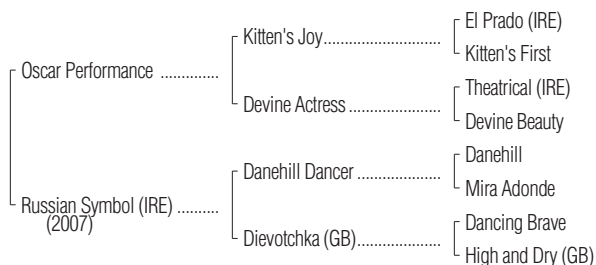 El Prado (IRE)
Kitten's Joy..............................
Kitten's First
Oscar Performance ...............
Theatrical (IRE)
Devine Actress ........................
Devine Beauty
Danehill
Danehill Dancer .....................
Mira Adonde
Russian Symbol (IRE) ..........
(2007)
Dancing Brave
Dievotchka (GB).....................
High and Dry (GB)